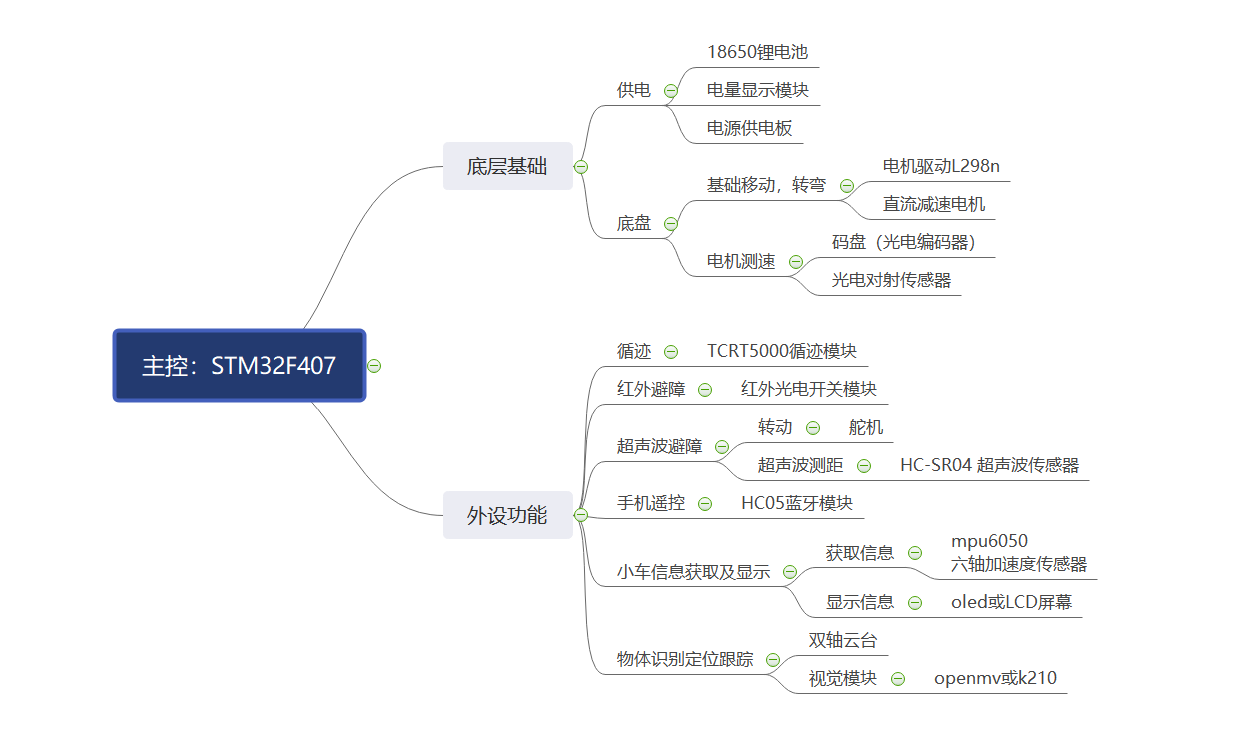 主控：STM32F407
底层基础
供电
18650锂电池
电量显示模块
电源供电板
底盘
基础移动，转弯
电机驱动L298n
直流减速电机
电机测速
码盘（光电编码器）
光电对射传感器
外设功能
循迹
TCRT5000循迹模块
红外避障
红外光电开关模块
超声波避障
转动
舵机
超声波测距
HC-SR04 超声波传感器
手机遥控
HC05蓝牙模块
小车信息获取及显示
获取信息
mpu6050
六轴加速度传感器
显示信息
oled或LCD屏幕
物体识别定位跟踪
双轴云台
视觉模块
openmv或k210